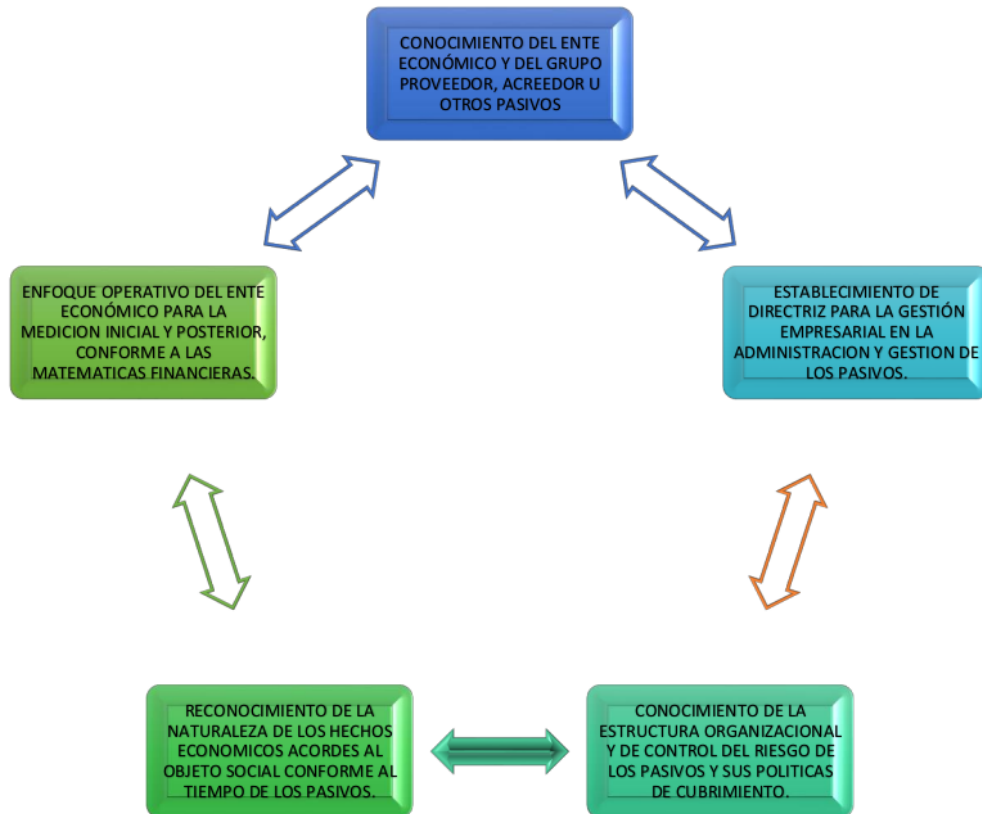 CONOCIMIENTO DEL ENTE
ECONÓMICO Y DEL GRUPO
PROVEEDOR, ACREEDOR U
OTROS PASIVOS
ENFOQUE OPERATIVO DEL ENTE
ECONÓMICO PARA LA
MEDICION INICIAL Y POSTERIOR,
CONFORME A LAS
MATEMATICAS FINANCIERAS.
ESTABLECIMIENTO DE
DIRECTRIZ PARA LA GESTIÓN
EMPRESARIAL EN LA
ADMINISTRACION Y GESTION DE
LOS PASIVOS.
RECONOCIMIENTO DE LA
NATURALEZA DE LOS HECHOS
ECONOMICOS ACORDES AL
OBJETO SOCIAL CONFORME AL
TIEMPO DE LOS PASIVOS.
CONOCIMIENTO DE LA
ESTRUCTURA ORGANIZACIONAL
Y DE CONTROL DEL RIESGO DE
LOS PASIVOS Y SUS POLITICAS
DE CUBRIMIENTO.